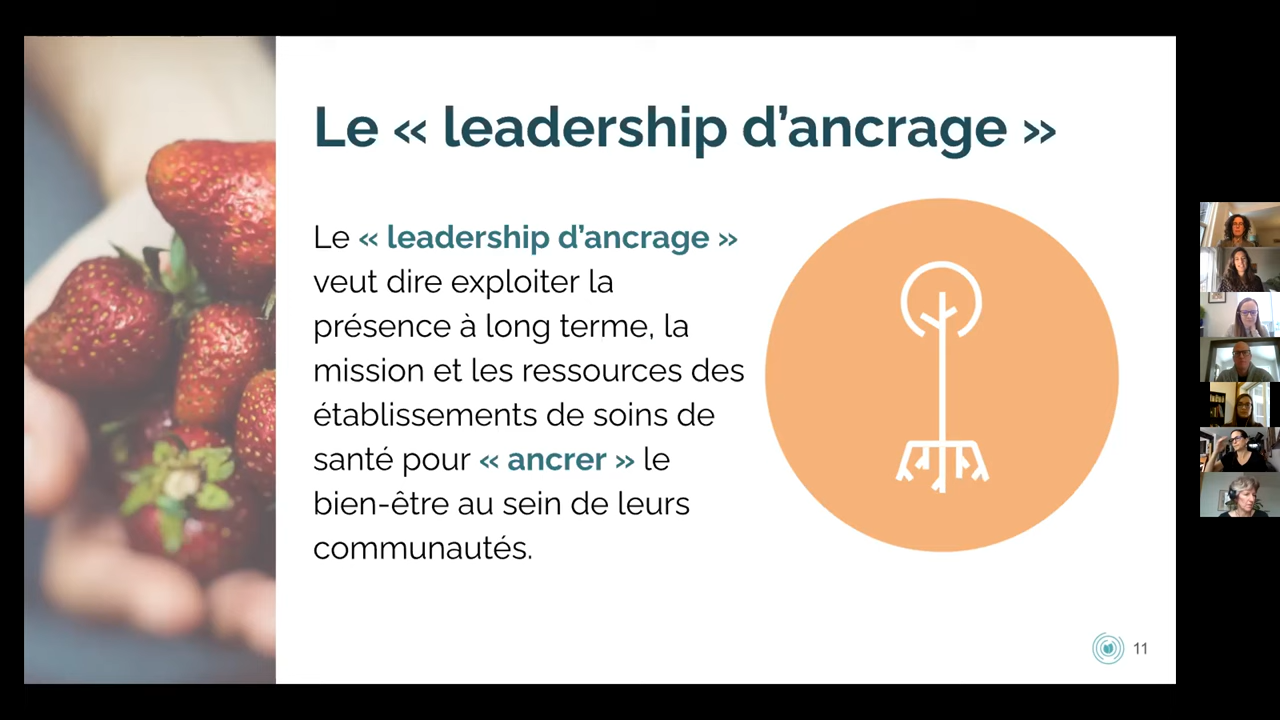 Le « leadership d’ancrage »
Le « leadership d’ancrage »
veut dire exploiter la
présence à long terme, la
mission et les ressources des
établissements de soins de
santé pour « ancrer » le
bien-être au sein de leurs
communautés.
11